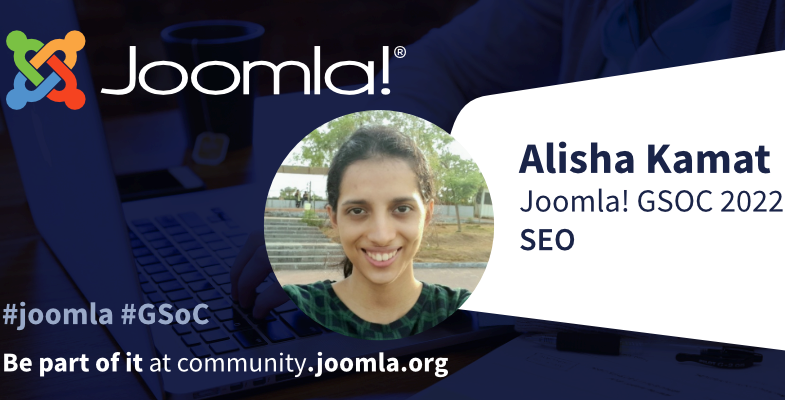 Joomla!®
Alisha Kamat
Joomla! GSOC 2022
SEO
#joomla #GSoC
Be part of it at community.joomla.org